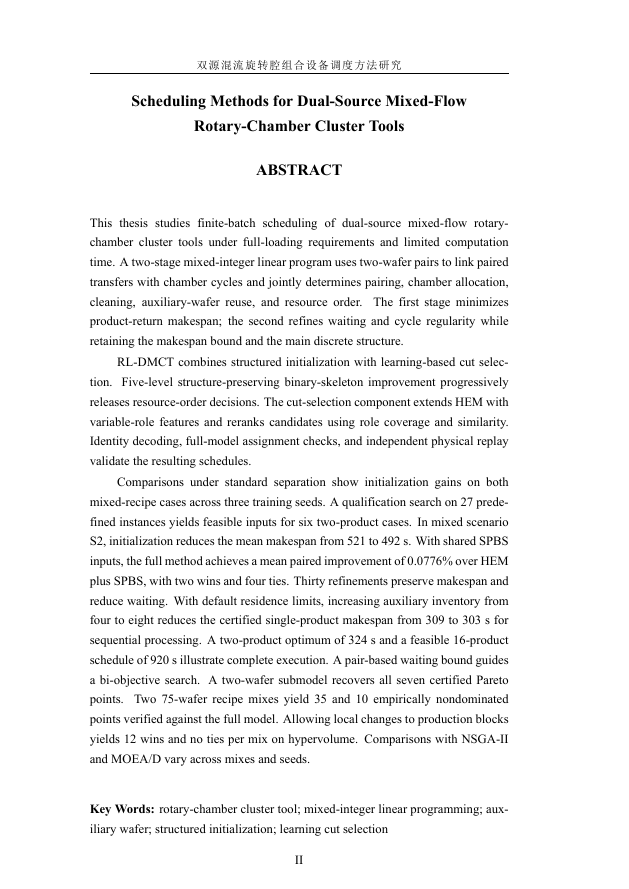 双源混流旋转腔组合设备调度方法研究
Scheduling Methods for Dual-Source Mixed-Flow
Rotary-Chamber Cluster Tools
ABSTRACT
This thesis studies finite-batch scheduling of dual-source mixed-flow rotary-
chamber cluster tools under full-loading requirements and limited computation
time. A two-stage mixed-integer linear program uses two-wafer pairs to link paired
transfers with chamber cycles and jointly determines pairing, chamber allocation,
cleaning, auxiliary-wafer reuse, and resource order. The first stage minimizes
product-return makespan; the second refines waiting and cycle regularity while
retaining the makespan bound and the main discrete structure.
RL-DMCT combines structured initialization with learning-based cut selec-
tion. Five-level structure-preserving binary-skeleton improvement progressively
releases resource-order decisions. The cut-selection component extends HEM with
variable-role features and reranks candidates using role coverage and similarity.
Identity decoding, full-model assignment checks, and independent physical replay
validate the resulting schedules.
Comparisons under standard separation show initialization gains on both
mixed-recipe cases across three training seeds. A qualification search on 27 prede-
fined instances yields feasible inputs for six two-product cases. In mixed scenario
S2, initialization reduces the mean makespan from 521 to 492 s. With shared SPBS
inputs, the full method achieves a mean paired improvement of 0.0776% over HEM
plus SPBS, with two wins and four ties. Thirty refinements preserve makespan and
reduce waiting. With default residence limits, increasing auxiliary inventory from
four to eight reduces the certified single-product makespan from 309 to 303 s for
sequential processing. A two-product optimum of 324 s and a feasible 16-product
schedule of 920 s illustrate complete execution. A pair-based waiting bound guides
a bi-objective search. A two-wafer submodel recovers all seven certified Pareto
points. Two 75-wafer recipe mixes yield 35 and 10 empirically nondominated
points verified against the full model. Allowing local changes to production blocks
yields 12 wins and no ties per mix on hypervolume. Comparisons with NSGA-II
and MOEA/D vary across mixes and seeds.
Key Words: rotary-chamber cluster tool; mixed-integer linear programming; aux-
iliary wafer; structured initialization; learning cut selection
II